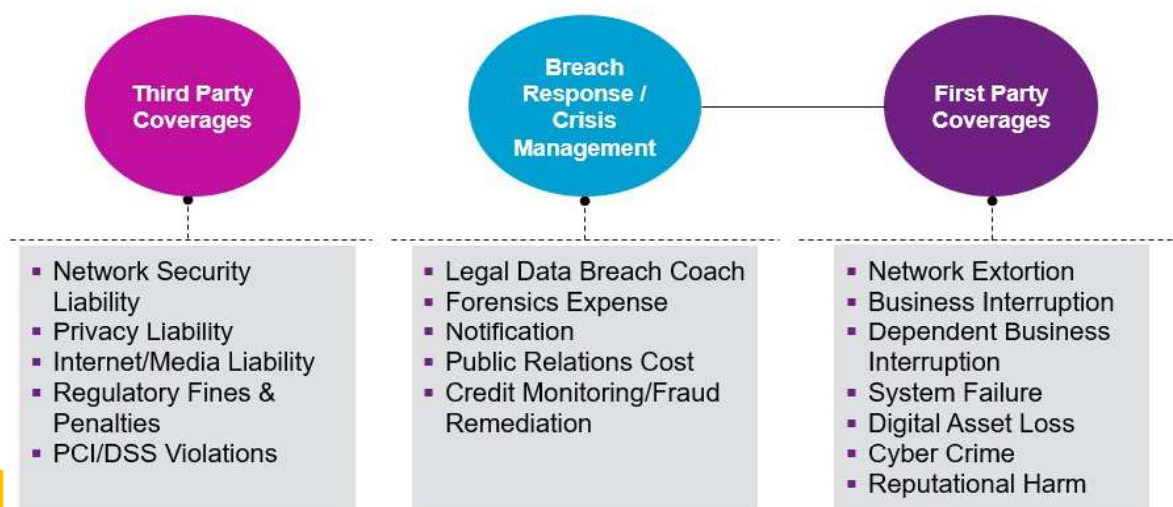 Third Party
Coverages
Breach
Response /
Crisis
Management
First Party
Coverages
▪ Network Security
Liability
▪ Privacy Liability
▪ Internet/Media Liability
▪ Regulatory Fines &
Penalties
▪ PCI/DSS Violations
▪ Legal Data Breach Coach
▪ Forensics Expense
▪ Notification
▪ Public Relations Cost
▪ Credit Monitoring/Fraud
Remediation
▪ Network Extortion
▪ Business Interruption
▪ Dependent Business
Interruption
▪ System Failure
▪ Digital Asset Loss
▪ Cyber Crime
▪ Reputational Harm